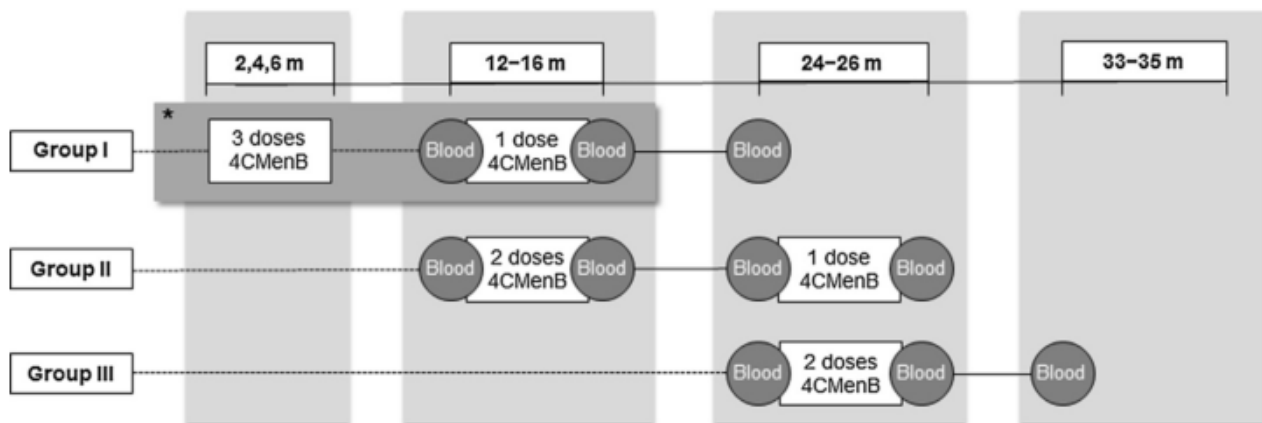 2,4,6 m
12–16 m
24–26 m
33–35 m
*
Group I
3 doses
4CMenB
Blood
1 dose
4CMenB
Blood
Blood
Group II
Blood
2 doses
4CMenB
Blood
Blood
1 dose
4CMenB
Blood
Group III
Blood
2 doses
4CMenB
Blood
Blood